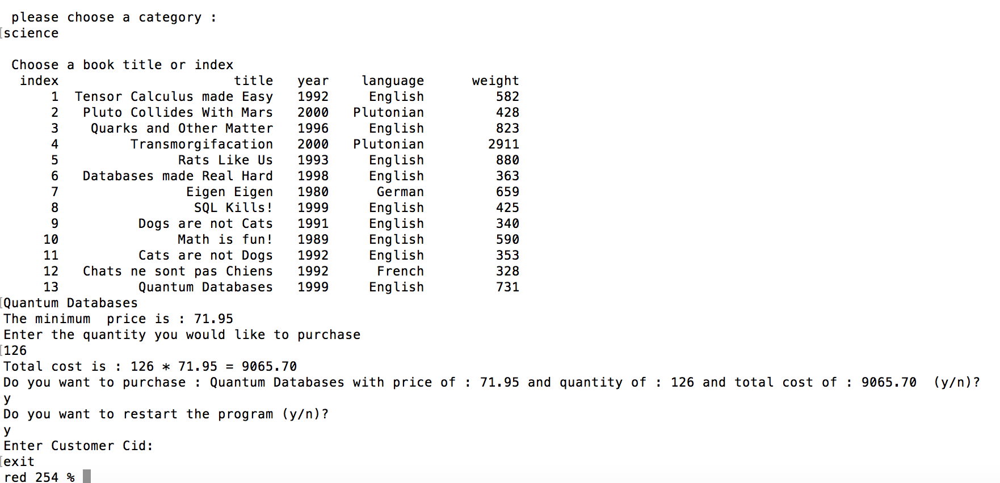 please choose a category :
science
Choose a book title or index
index title year language weight
1 Tensor Calculus made Easy 1992 English 582
2 Pluto Collides With Mars 2000 Plutonian 428
3 Quarks and Other Matter 1996 English 823
4 Transmorgifacation 2000 Plutonian 2911
5 Rats Like Us 1993 English 880
6 Databases made Real Hard 1998 English 363
7 Eigen Eigen 1980 German 659
8 SQL Kills! 1999 English 425
9 Dogs are not Cats 1991 English 340
10 Math is fun! 1989 English 590
11 Cats are not Dogs 1992 English 353
12 Chats ne sont pas Chiens 1992 French 328
13 Quantum Databases 1999 English 731
Quantum Databases
The minimum  price is : 71.95
Enter the quantity you would like to purchase
126
Total cost is : 126 * 71.95 = 9065.70
Do you want to purchase : Quantum Databases with price of : 71.95 and quantity of : 126 and total cost of : 9065.70  (y/n)?
y
Do you want to restart the program (y/n)?
y
Enter Customer Cid:
exit
red 254 %